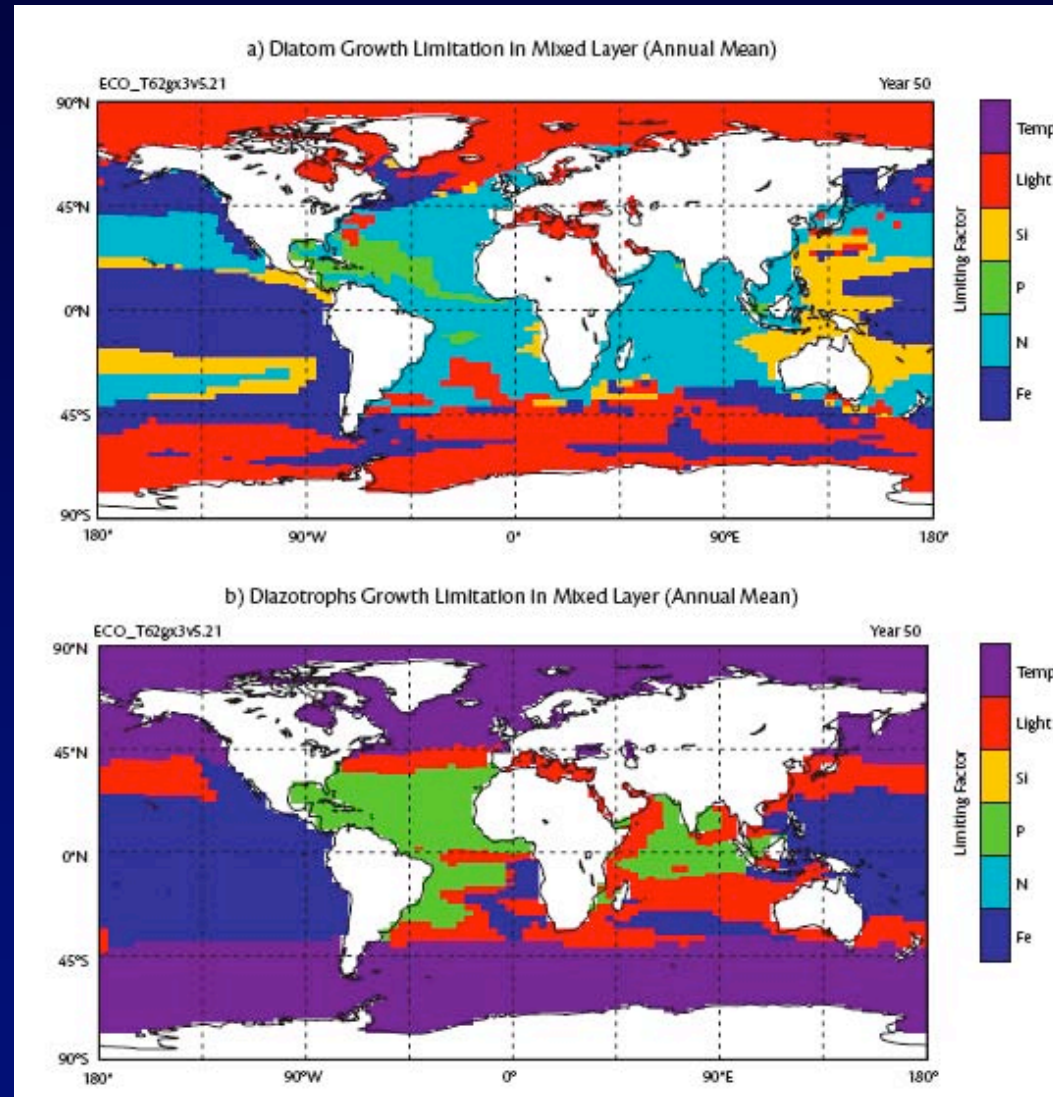 a) Diatom Growth Limitation in Mixed Layer (Annual Mean)
ECO_T62gx3v5.21 Year 50
90°N
45°N
0°N
45°S
90°S
180° 90°W 0° 90°E 180°
Limiting Factor
Temp
Light
Si
P
N
Fe
b) Diazotrophs Growth Limitation in Mixed Layer (Annual Mean)
ECO_T62gx3v5.21 Year 50
90°N
45°N
0°N
45°S
90°S
180° 90°W 0° 90°E 180°
Limiting Factor
Temp
Light
Si
P
N
Fe